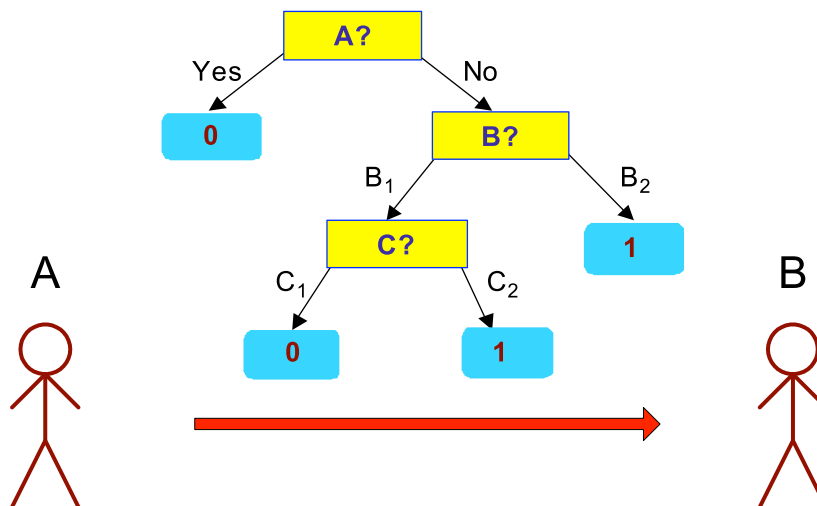 A?
Yes
No
0
B?
B₁
B₂
C?
1
A
B
C₁
C₂
0
1